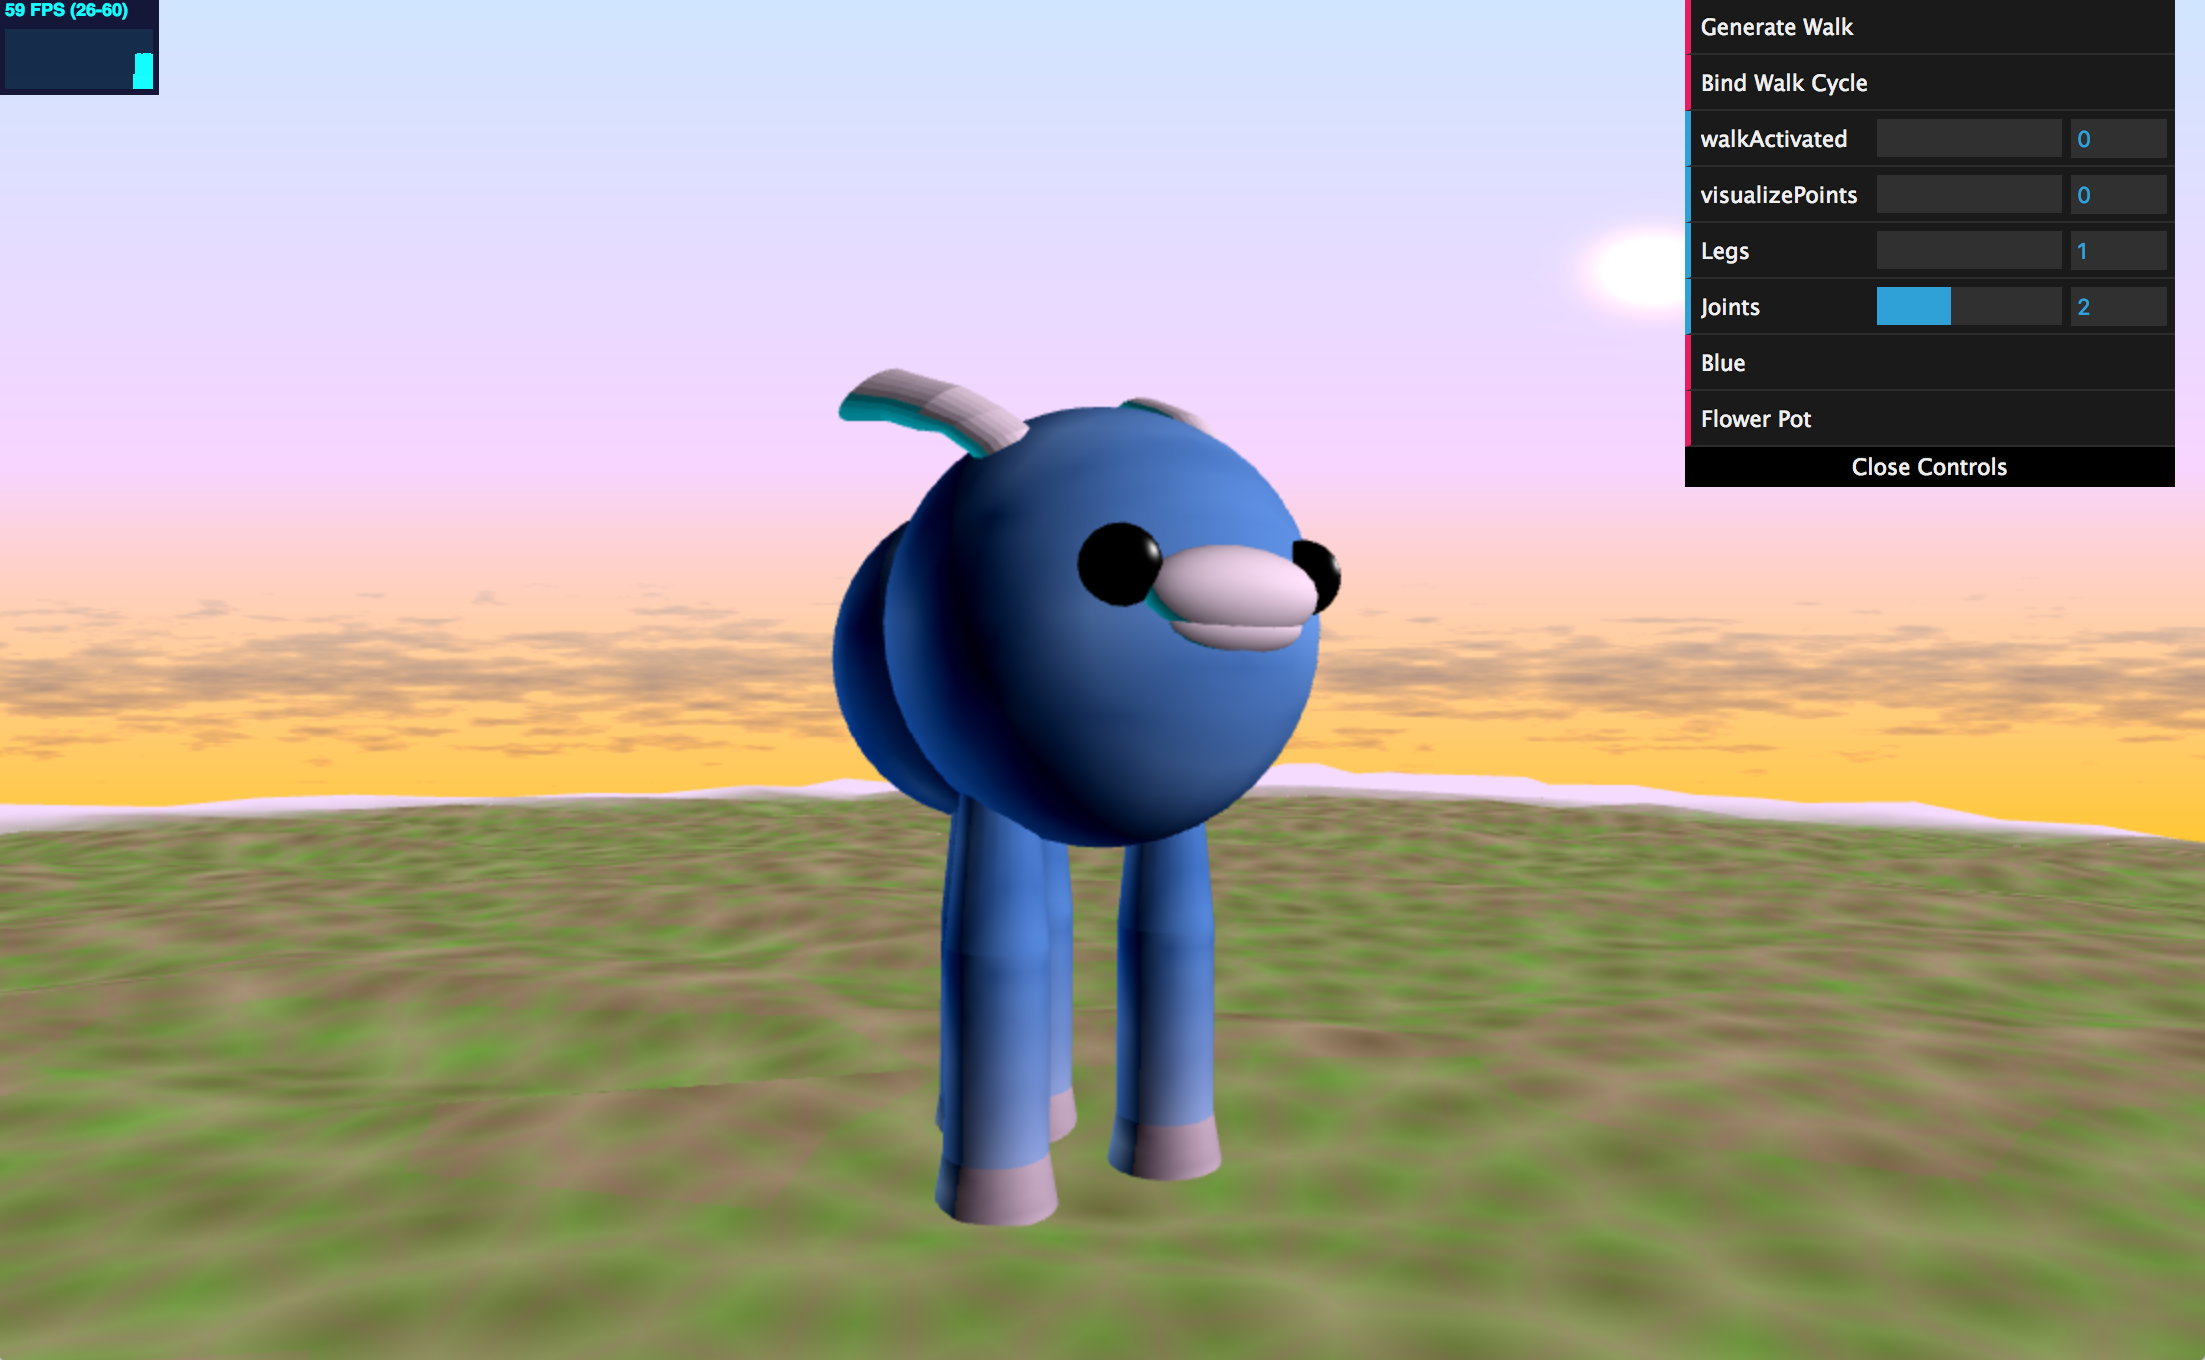 59 FPS (26-60)
Generate Walk
Bind Walk Cycle
walkActivated 0
visualizePoints 0
Legs 1
Joints 2
Blue
Flower Pot
Close Controls